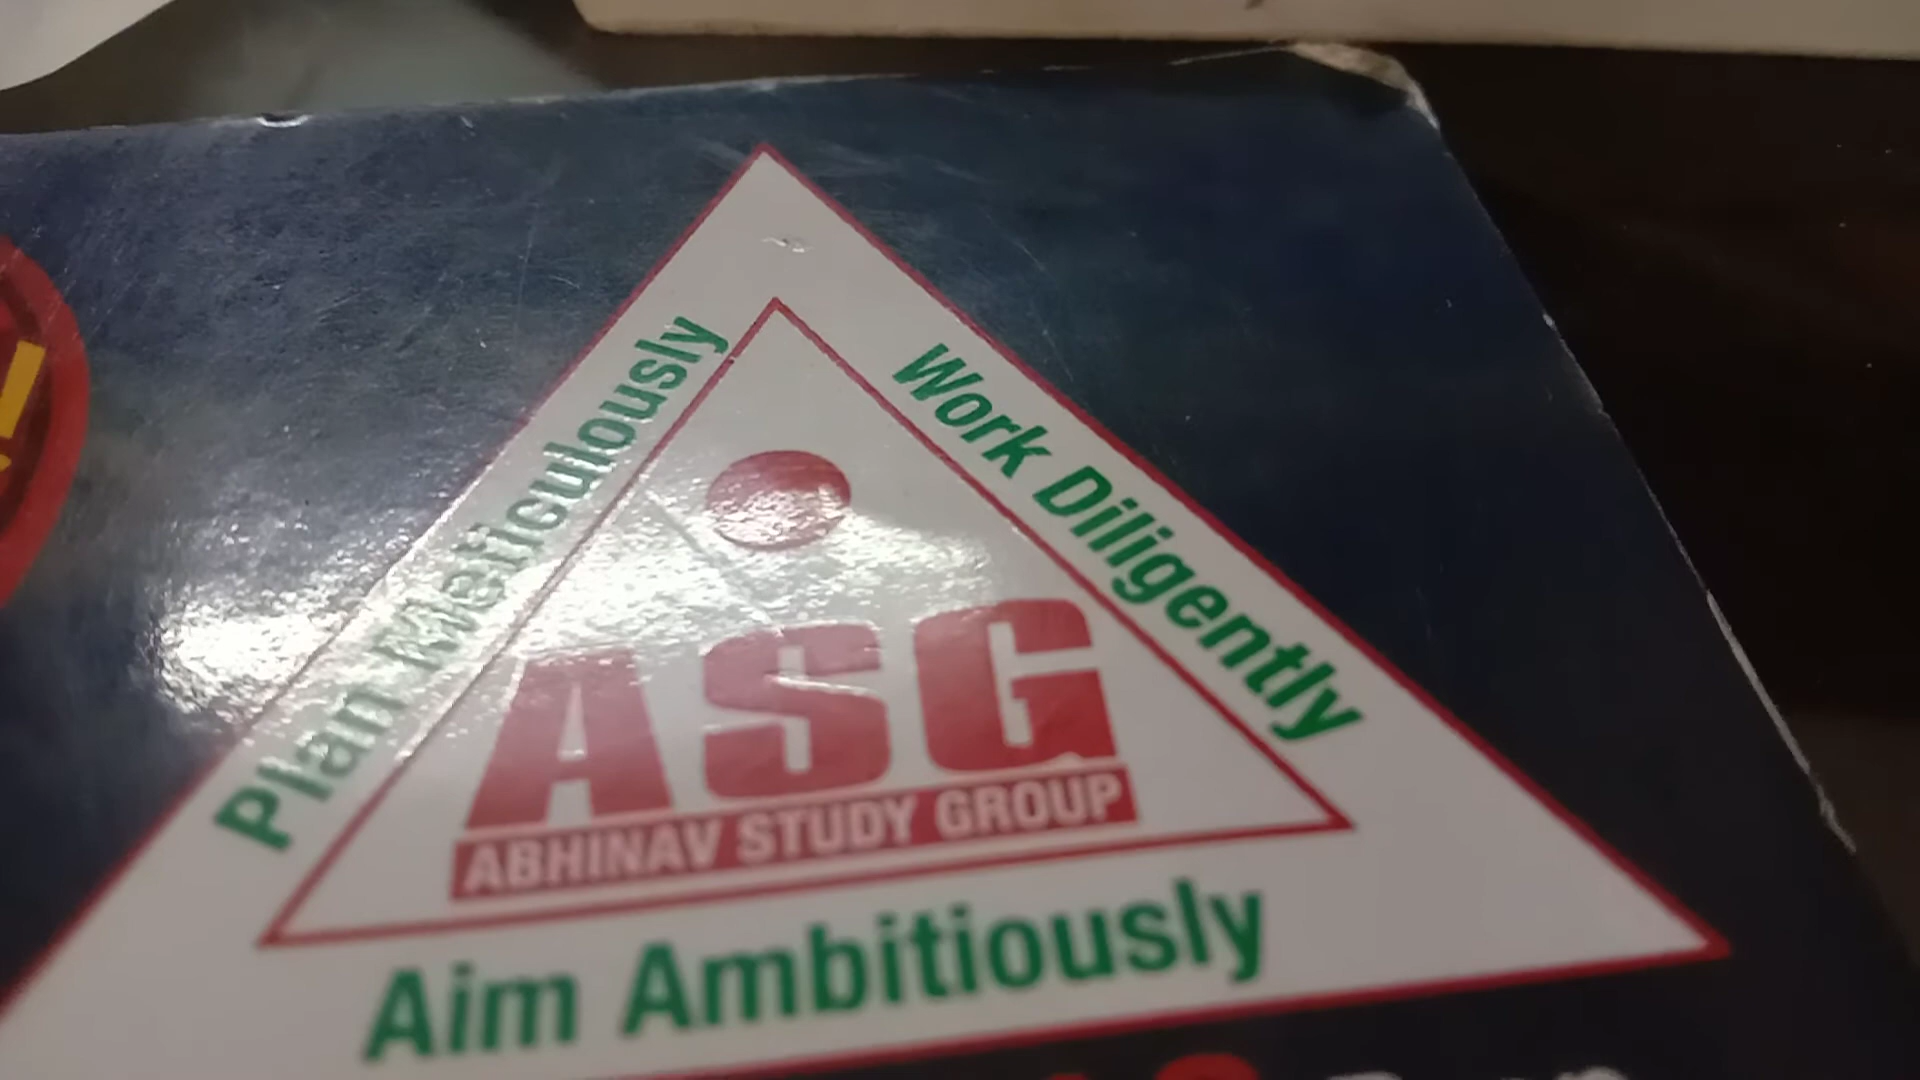 Plan Meticulously
Work Diligently
ASG
ABHINAV STUDY GROUP
Aim Ambitiously